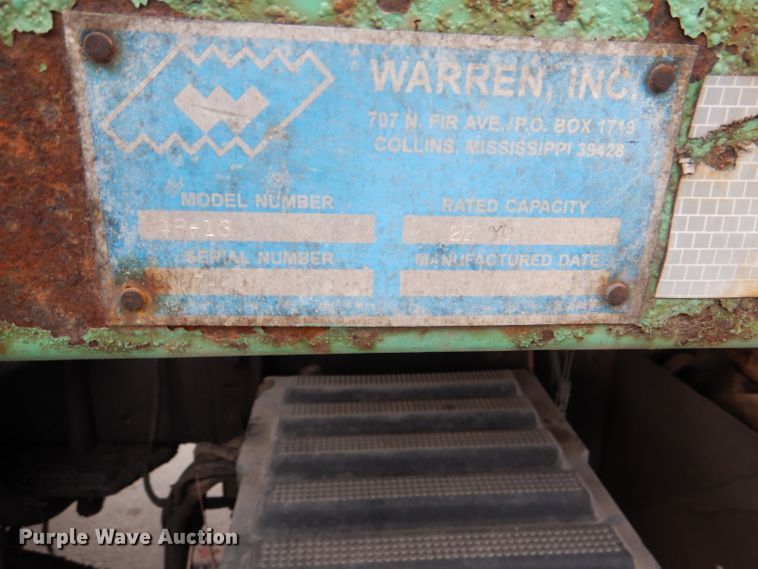 WARREN, INC.
707 N. FIR AVE./P.O. BOX 1719
COLLINS, MISSISSIPPI 39428
MODEL NUMBER
RATED CAPACITY
22
SERIAL NUMBER
MANUFACTURED DATE
Purple Wave Auction